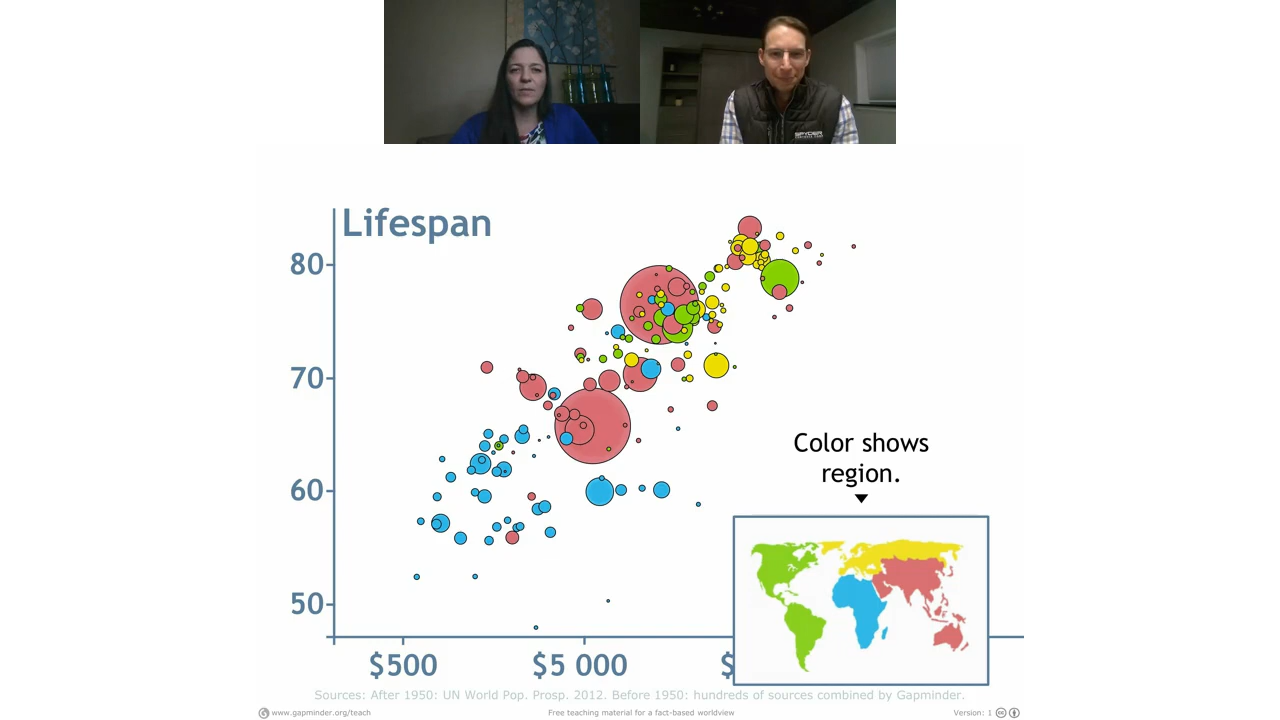 SPYDER
Lifespan
80
70
60
50
Color shows
region.
$500
$5 000
$
Sources: After 1950: UN World Pop. Prosp. 2012. Before 1950: hundreds of sources combined by Gapminder.
www.gapminder.org/teach
Free teaching material for a fact-based worldview
Version: 1